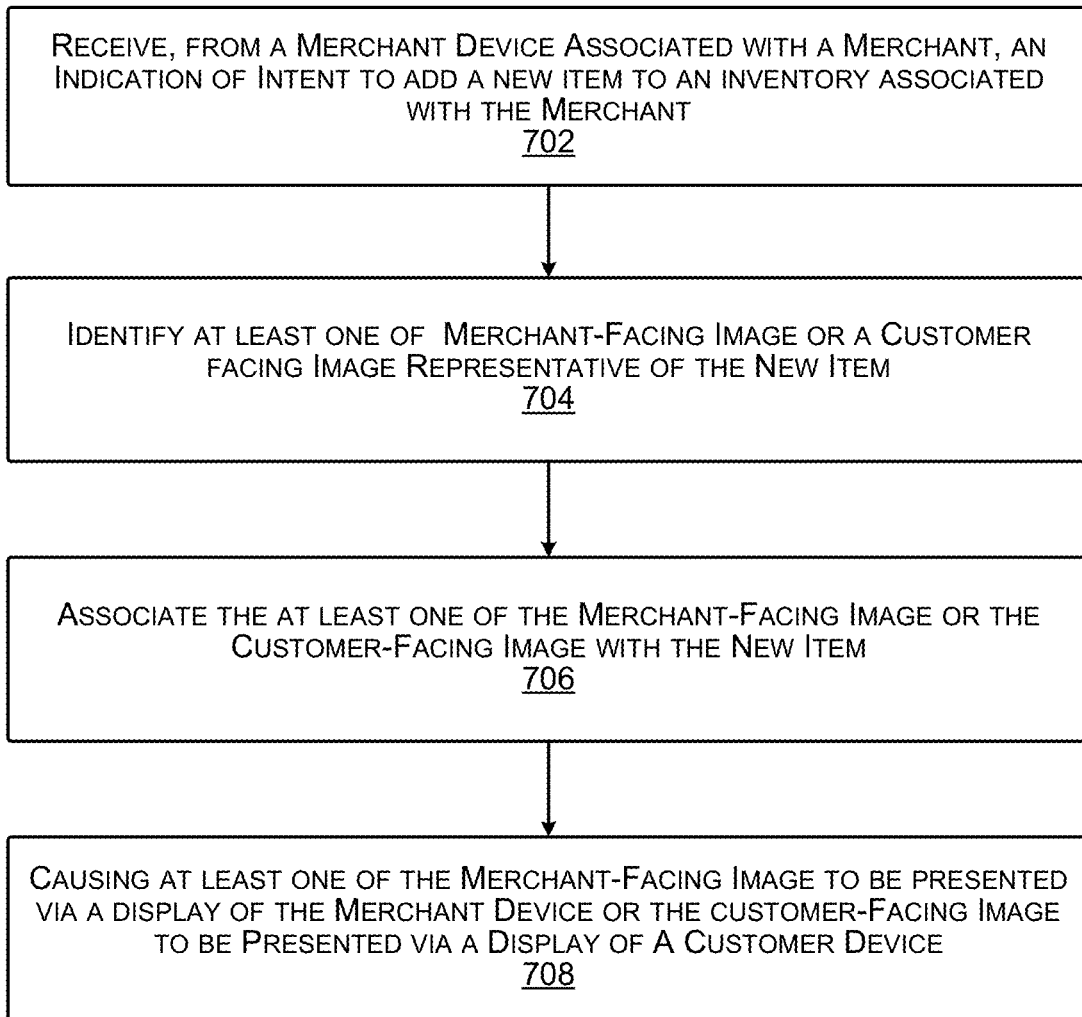 RECEIVE, FROM A MERCHANT DEVICE ASSOCIATED WITH A MERCHANT, AN
INDICATION OF INTENT TO ADD A NEW ITEM TO AN INVENTORY ASSOCIATED
WITH THE MERCHANT
702
IDENTIFY AT LEAST ONE OF MERCHANT-FACING IMAGE OR A CUSTOMER
FACING IMAGE REPRESENTATIVE OF THE NEW ITEM
704
ASSOCIATE THE AT LEAST ONE OF THE MERCHANT-FACING IMAGE OR THE
CUSTOMER-FACING IMAGE WITH THE NEW ITEM
706
CAUSING AT LEAST ONE OF THE MERCHANT-FACING IMAGE TO BE PRESENTED
VIA A DISPLAY OF THE MERCHANT DEVICE OR THE CUSTOMER-FACING IMAGE
TO BE PRESENTED VIA A DISPLAY OF A CUSTOMER DEVICE
708